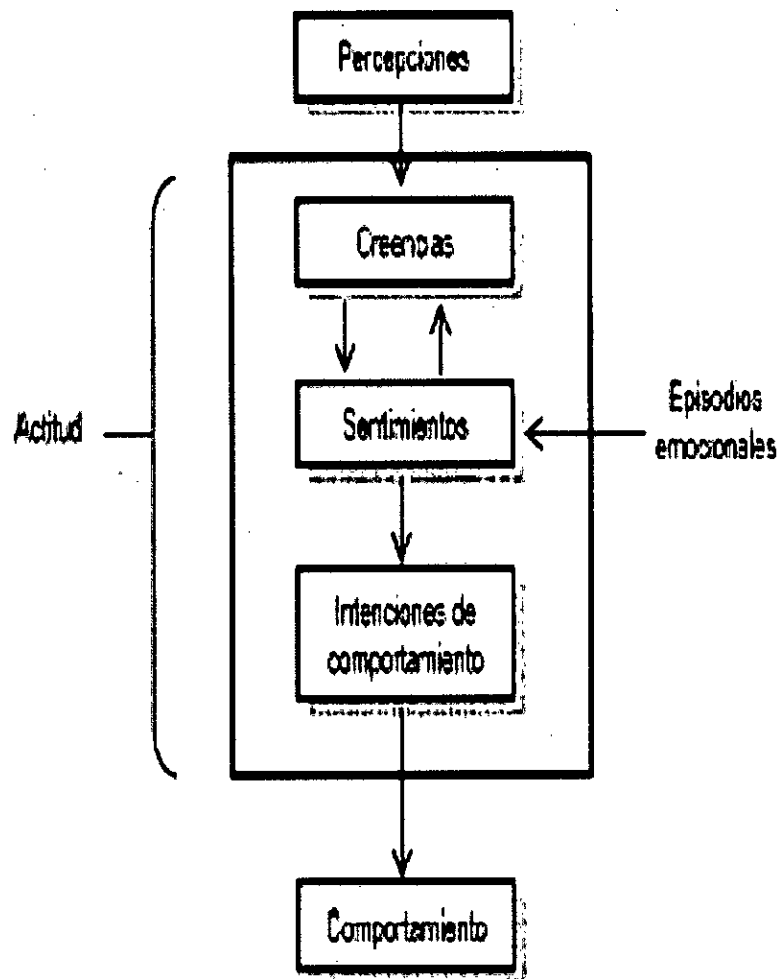 Percepciones
Creencias
Actitud
Sentimientos
Episodios
emocionales
Intenciones de
comportamiento
Comportamiento